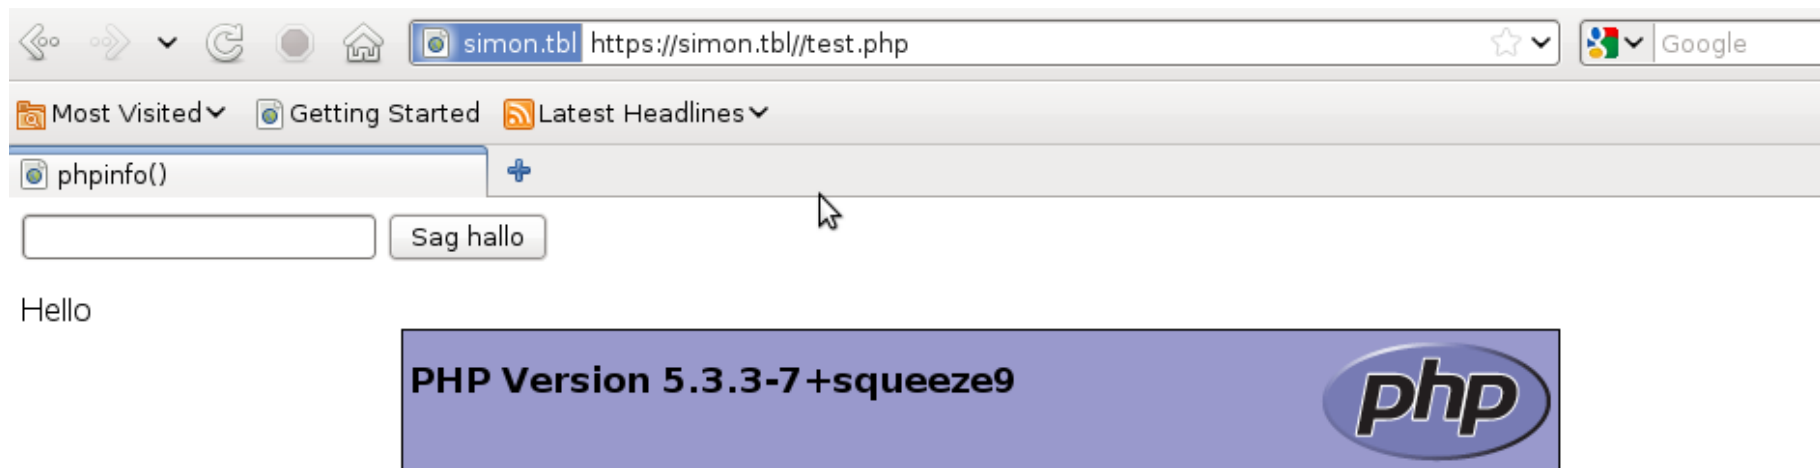 simon.tbl https://simon.tbl//test.php Google
Most Visited Getting Started Latest Headlines
phpinfo()
Sag hallo
Hello
PHP Version 5.3.3-7+squeeze9 php